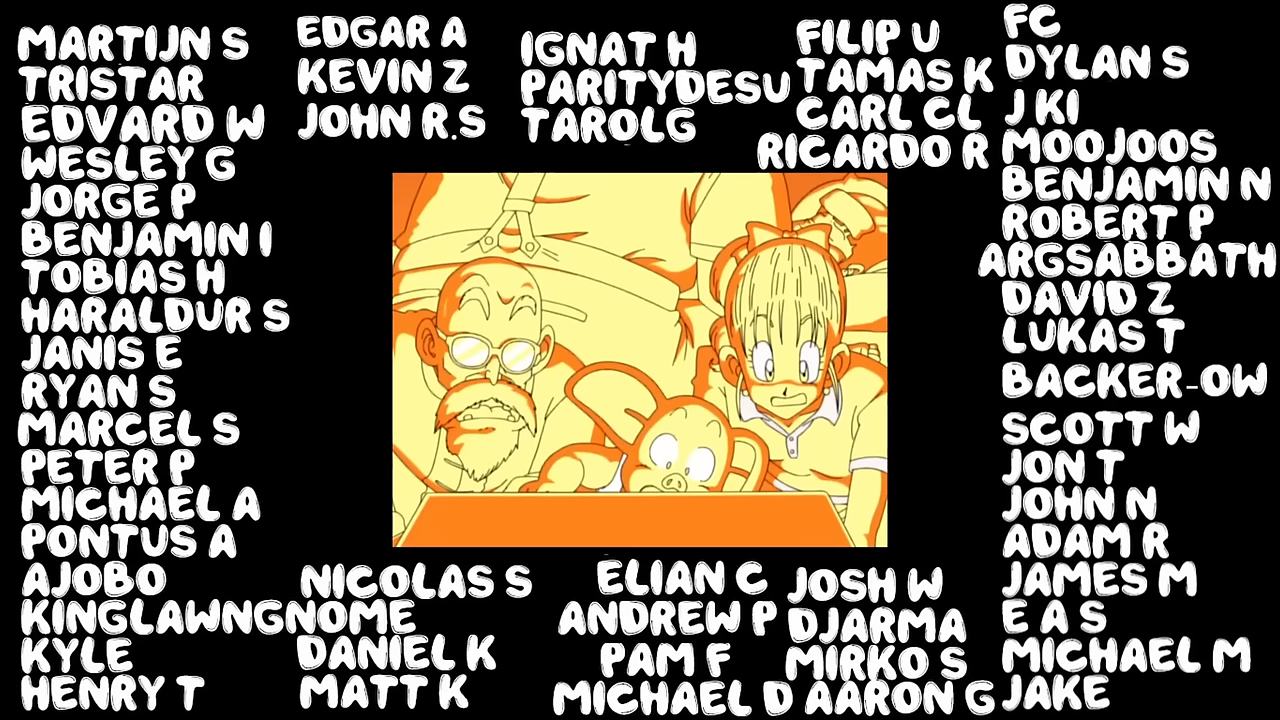 MARTIJN S
TRISTAR
EDVARD W
WESLEY G
JORGE P
BENJAMIN I
TOBIAS H
HARALDUR S
JANIS E
RYAN S
MARCEL S
PETER P
MICHAEL A
PONTUS A
AJOBO
KINGLAWNGNOME
KYLE
HENRY T
EDGAR A
KEVIN Z
JOHN R.S
NICOLAS S
DANIEL K
MATT K
IGNAT H
PARITYDESU
TAROLG
ELIAN C
ANDREW P
PAM F
MICHAEL D
FILIP U
TAMAS K
CARL CL
RICARDO R
JOSH W
DJARMA
MIRKO S
AARON G
FC
DYLAN S
J KI
MOOJOOS
BENJAMIN N
ROBERT P
ARGSABBATH
DAVID Z
LUKAS T
BACKER-OW
SCOTT W
JON T
JOHN N
ADAM R
JAMES M
E A S
MICHAEL M
JAKE